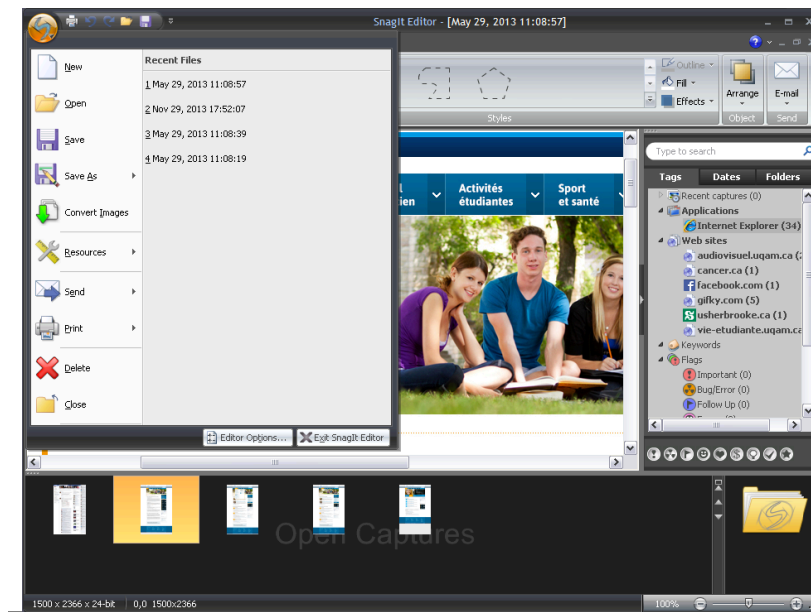 SnagIt Editor - [May 29, 2013 11:08:57]
New
Open
Save
Save As
Convert Images
Resources
Send
Print
Delete
Close
Recent Files
1 May 29, 2013 11:08:57
2 Nov 29, 2013 17:52:07
3 May 29, 2013 11:08:39
4 May 29, 2013 11:08:19
Editor Options...
Exit SnagIt Editor
Outline
Fill
Effects
Styles
Arrange
Object
E-mail
Send
Activités
étudiantes
Sport
et santé
Type to search
Tags Dates Folders
Recent captures (0)
Applications
Internet Explorer (34)
Web sites
audiovisuel.uqam.ca
cancer.ca (1)
facebook.com (1)
gifky.com (5)
usherbrooke.ca (1)
vie-etudiante.uqam.ca
Keywords
Flags
Important (0)
Bug/Error (0)
Follow Up (0)
Open Captures
1500 x 2366 x 24-bit
0,0 1500x2366
100%